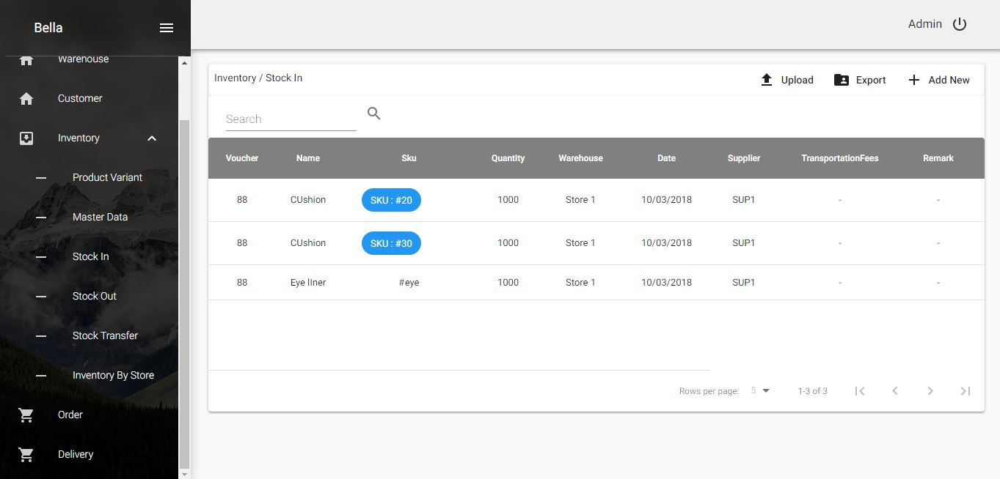 Bella
Admin
Warehouse
Customer
Inventory
Product Variant
Master Data
Stock In
Stock Out
Stock Transfer
Inventory By Store
Order
Delivery
Inventory / Stock In
Upload Export Add New
Search
Voucher Name Sku Quantity Warehouse Date Supplier TransportationFees Remark
88 CUshion SKU : #20 1000 Store 1 10/03/2018 SUP1 - -
88 CUshion SKU : #30 1000 Store 1 10/03/2018 SUP1 - -
88 Eye lIner #eye 1000 Store 1 10/03/2018 SUP1 - -
Rows per page: 5 1-3 of 3